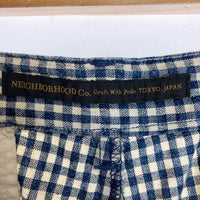 NEIGHBORHOOD Co. Craft With Pride TOKYO, JAPAN